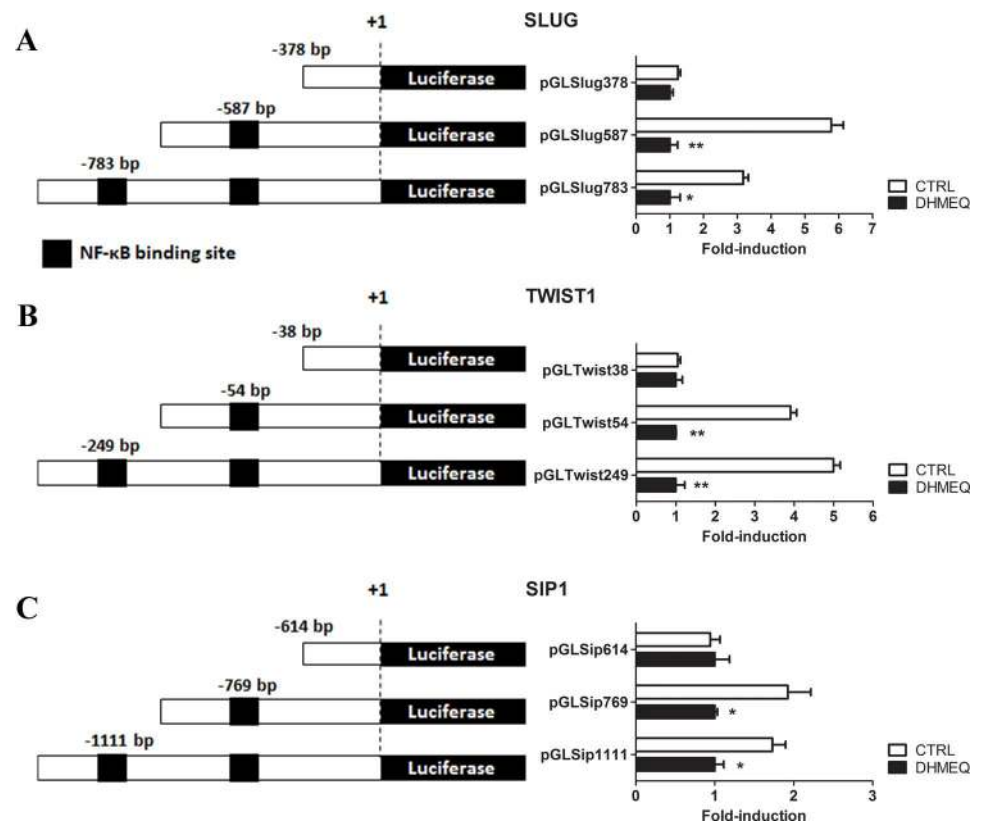 A
+1
SLUG
-378 bp
Luciferase
-587 bp
Luciferase
-783 bp
Luciferase
NF-κB binding site
pGLSlug378
pGLSlug587
**
pGLSlug783
*
0 1 2 3 4 5 6 7
Fold-induction
CTRL
DHMEQ
B
+1
TWIST1
-38 bp
Luciferase
-54 bp
Luciferase
-249 bp
Luciferase
pGLTwist38
pGLTwist54
**
pGLTwist249
**
0 1 2 3 4 5 6
Fold-induction
CTRL
DHMEQ
C
+1
SIP1
-614 bp
Luciferase
-769 bp
Luciferase
-1111 bp
Luciferase
pGLSip614
pGLSip769
*
pGLSip1111
*
0 1 2 3
Fold-induction
CTRL
DHMEQ